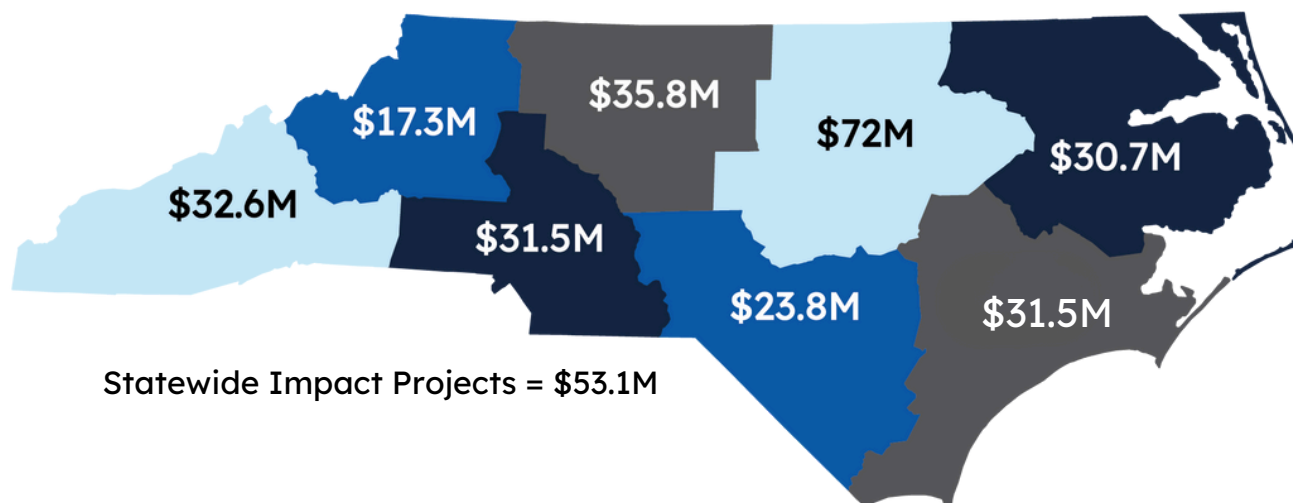 $35.8M
$17.3M
$72M
$30.7M
$32.6M
$31.5M
$23.8M
$31.5M
Statewide Impact Projects = $53.1M